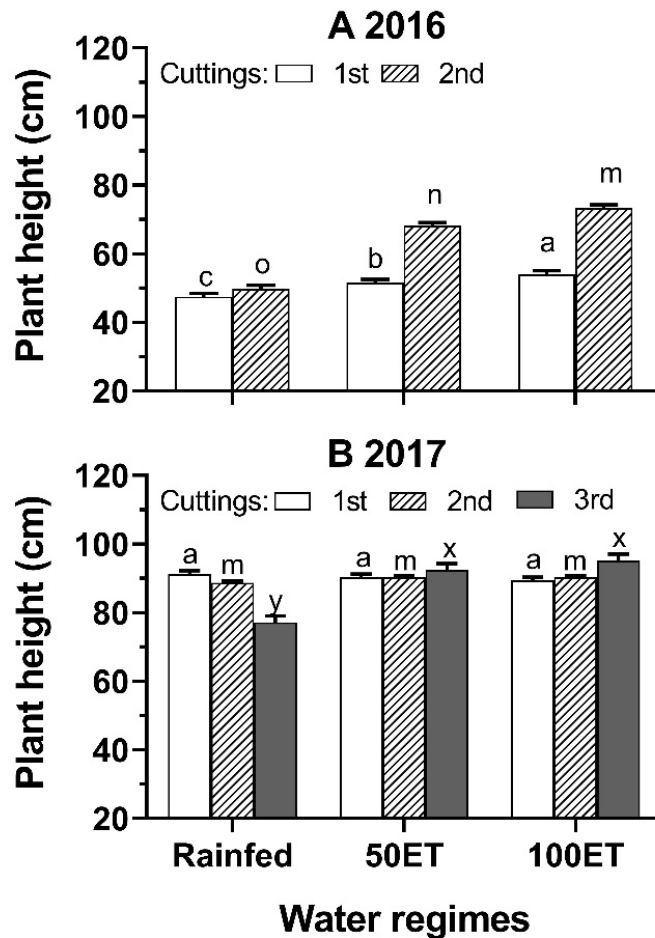 A 2016
Plant height (cm)
120
100
80
60
40
20
Cuttings: 1st 2nd
c
o
b
n
a
m
B 2017
Plant height (cm)
120
100
80
60
40
20
Cuttings: 1st 2nd 3rd
a
m
y
a
m
x
a
m
x
Rainfed 50ET 100ET
Water regimes